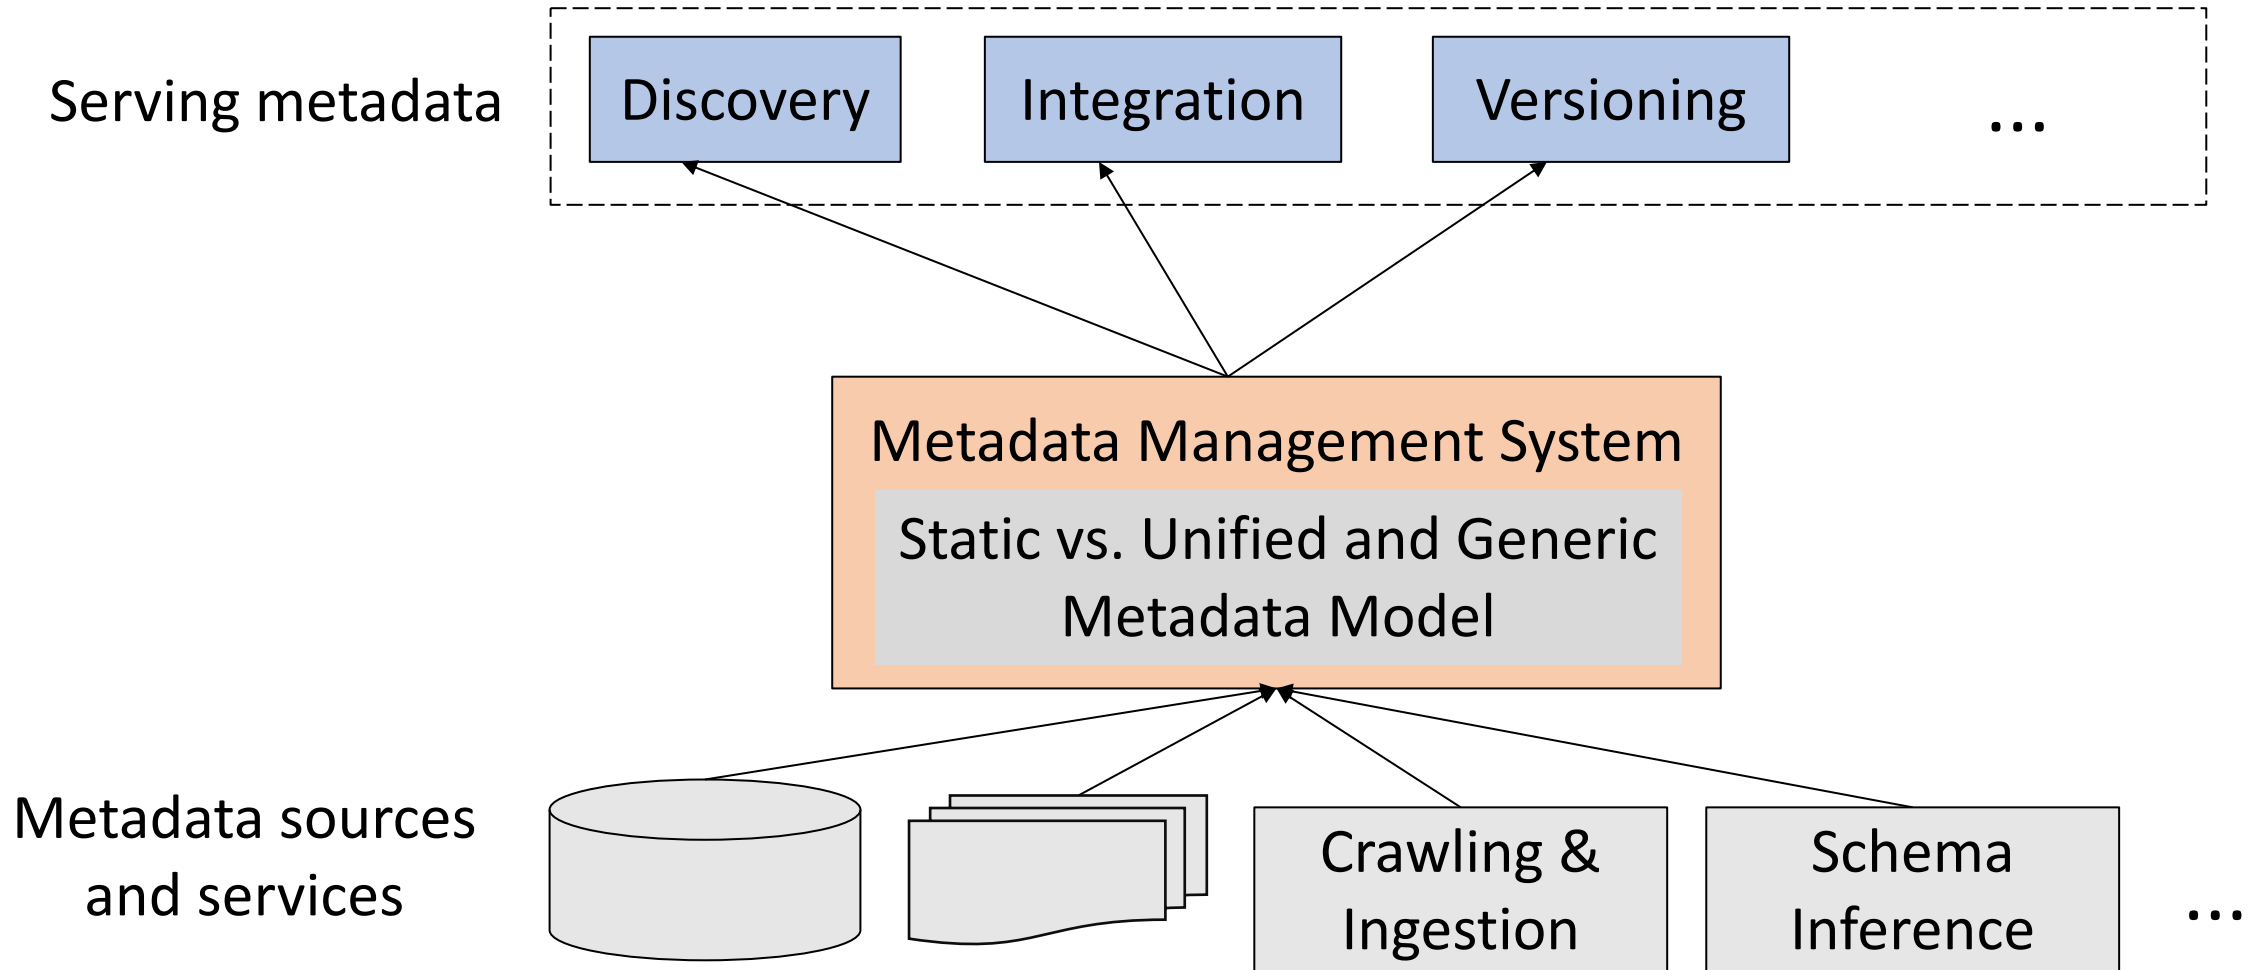 Serving metadata
Discovery
Integration
Versioning
...
Metadata Management System
Static vs. Unified and Generic
Metadata Model
Metadata sources
and services
Crawling &
Ingestion
Schema
Inference
...